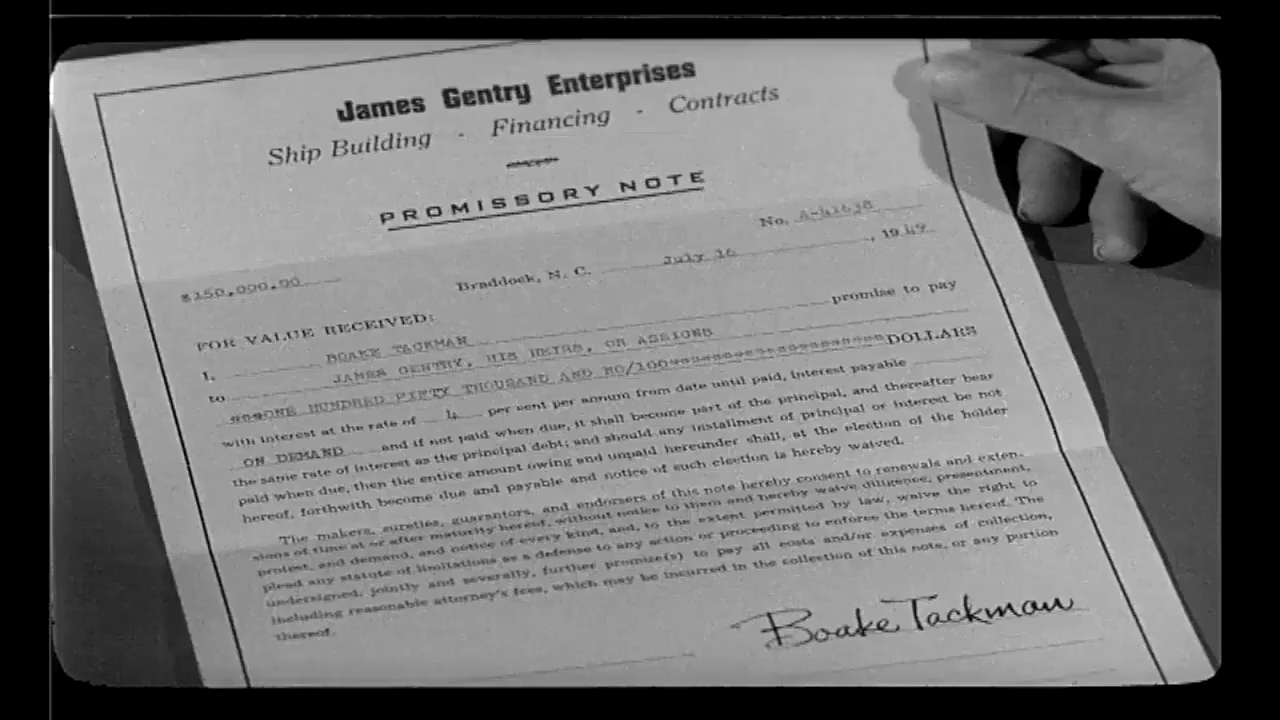 James Gentry Enterprises
Ship Building - Financing - Contracts
PROMISSORY NOTE
No.
$150,000.00 Braddock, N. C. July 16, 1949
FOR VALUE RECEIVED:
I, BOAKE TACKMAN promise to pay
to JAMES GENTRY, HIS HEIRS, OR ASSIGNS
ONE HUNDRED FIFTY THOUSAND AND NO/100 DOLLARS
with interest at the rate of 4 per cent per annum from date until paid, interest payable
ON DEMAND and if not paid when due, it shall become part of the principal, and thereafter bear
the same rate of interest as the principal debt; and should any installment of principal or interest be not
paid when due, then the entire amount owing and unpaid hereunder shall, at the election of the holder
hereof, forthwith become due and payable and notice of such election is hereby waived.
The makers, sureties, guarantors, and endorsers of this note hereby consent to renewals and exten-
sions of time at or after maturity hereof, without notice to them and hereby waive diligence, presentment,
protest, and demand, and notice of every kind, and, to the extent permitted by law, waive the right to
plead any statute of limitations as a defense to any action or proceeding to enforce the terms hereof. The
undersigned, jointly and severally, further promise(s) to pay all costs and/or expenses of collection,
including reasonable attorney's fees, which may be incurred in the collection of this note, or any portion
thereof.
Boake Tackman